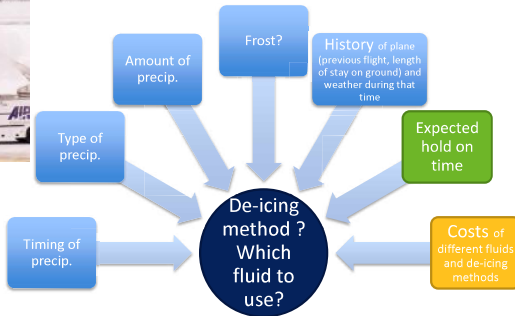 AIR
Frost?
History of plane
(previous flight, length
of stay on ground) and
weather during that
time
Amount of
precip.
Expected
hold on
time
Type of
precip.
De-icing
method ?
Which
fluid to
use?
Timing of
precip.
Costs of
different fluids
and de-icing
methods